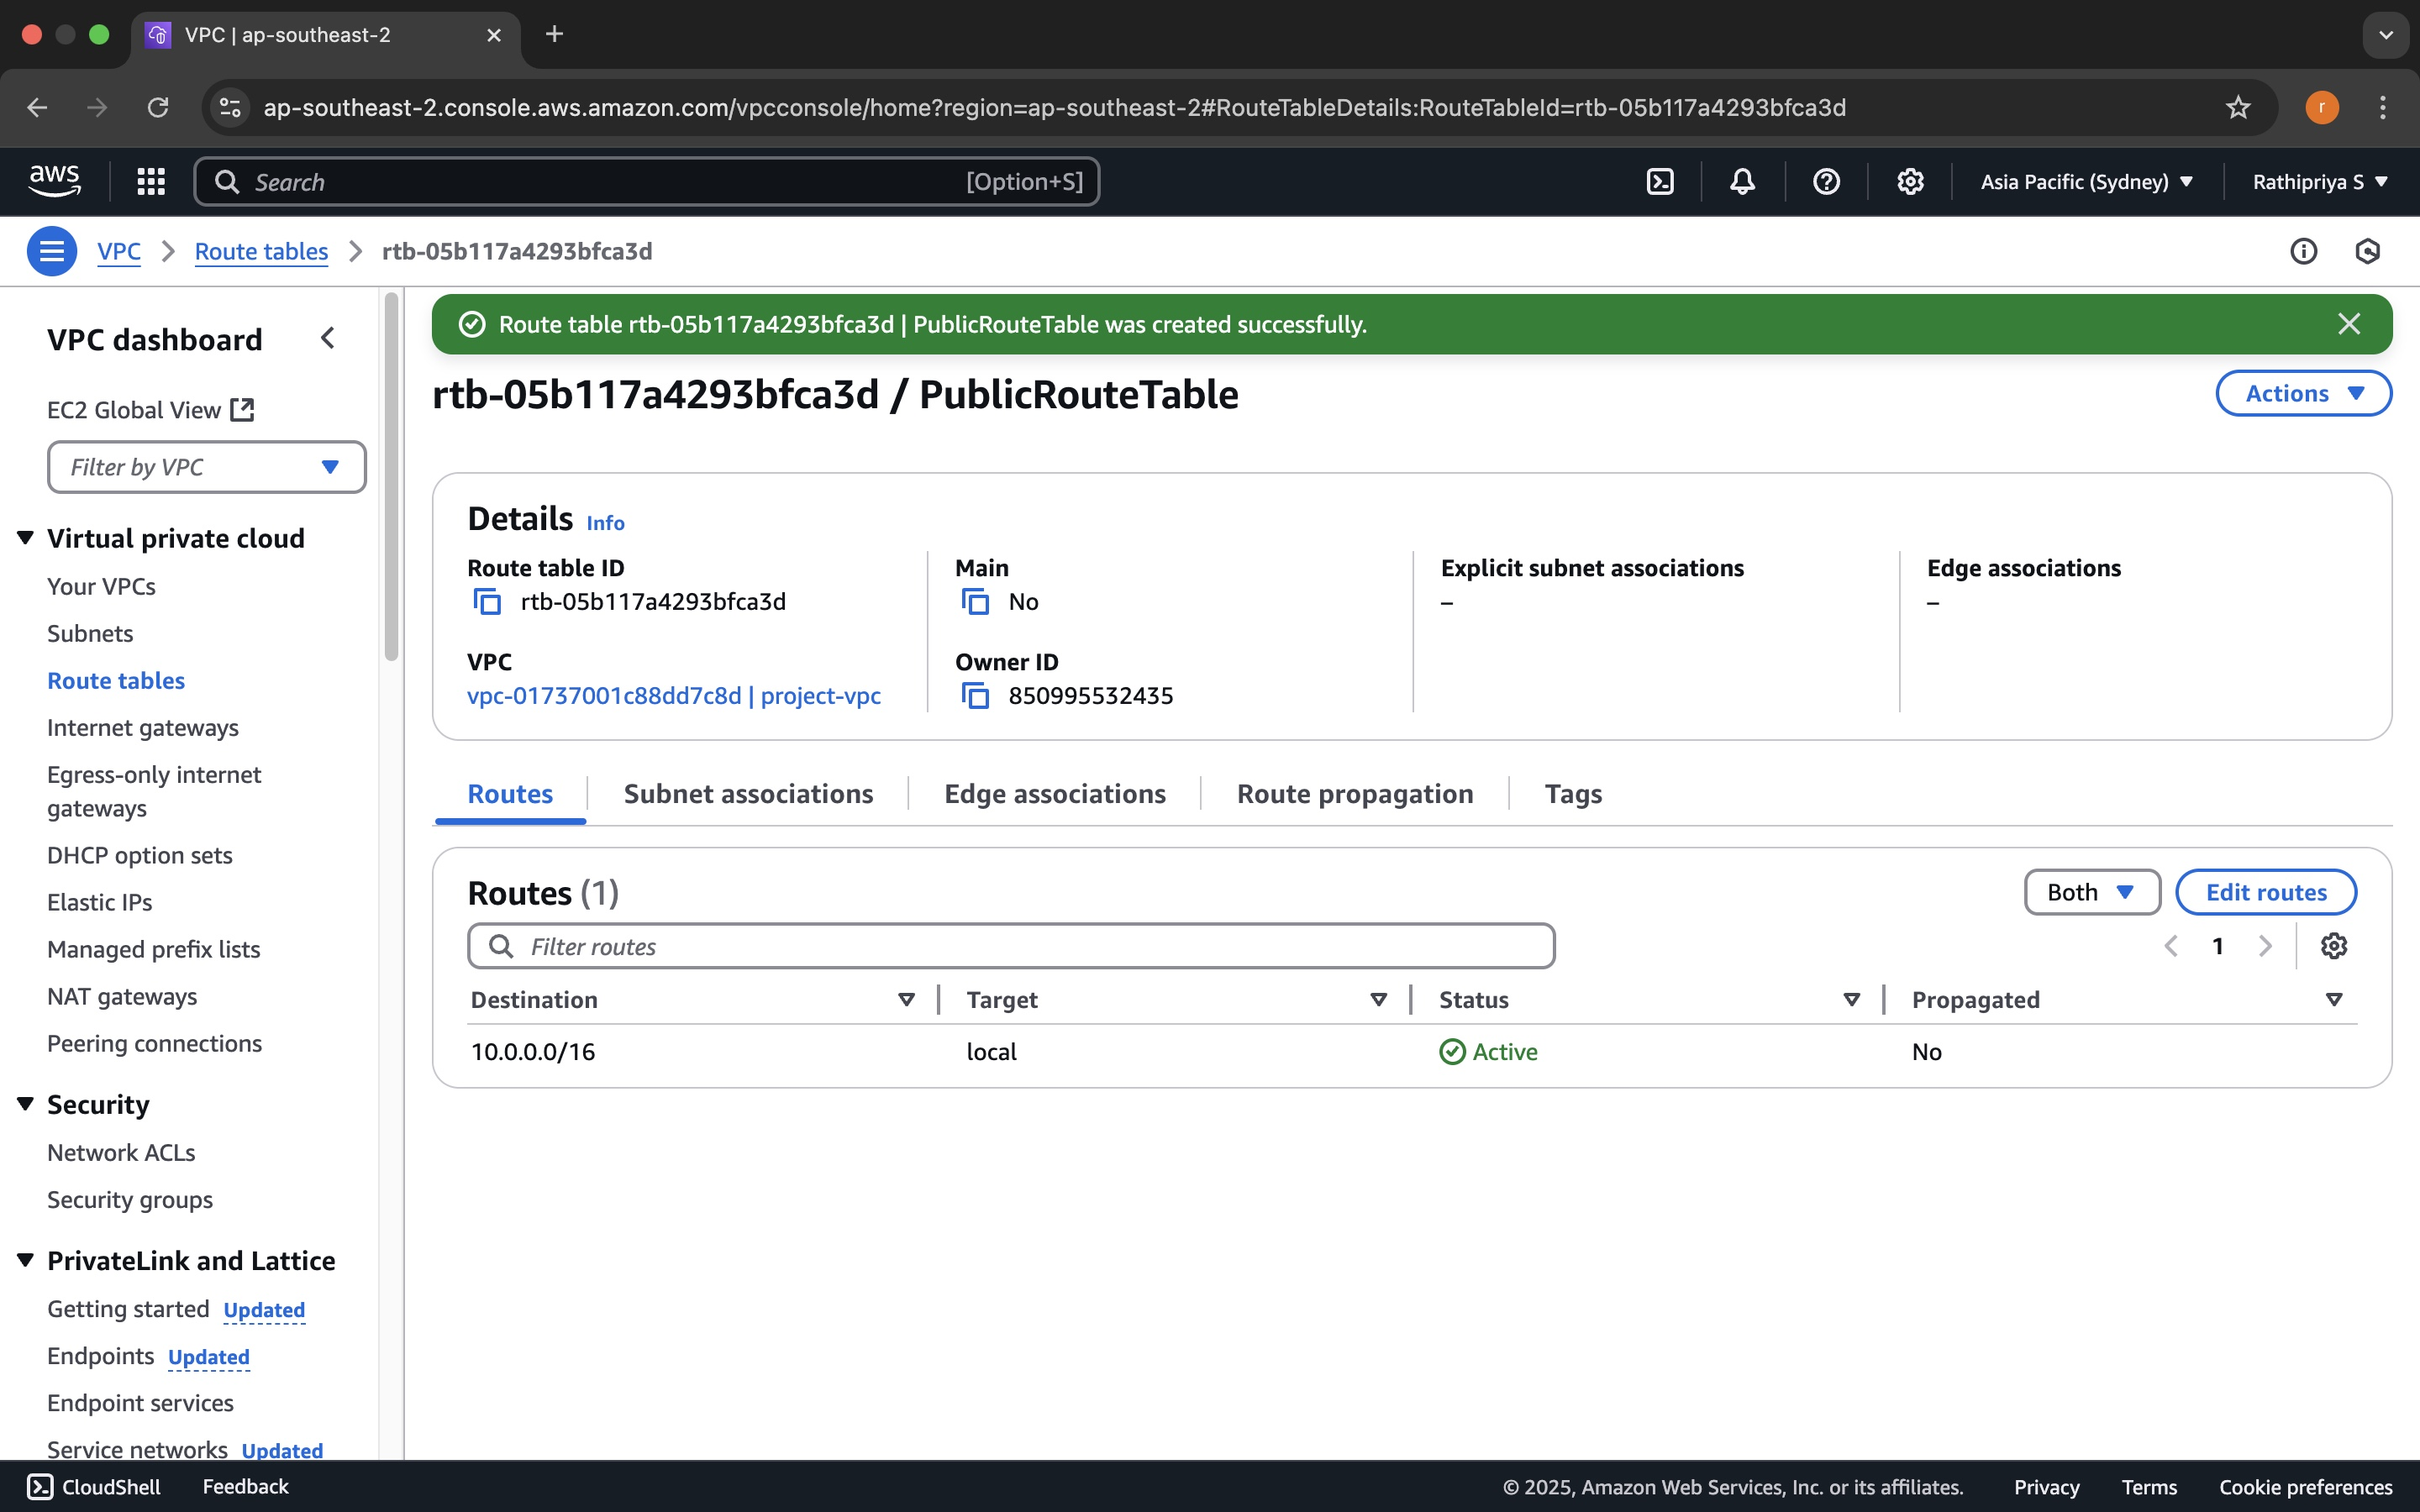 VPC | ap-southeast-2
ap-southeast-2.console.aws.amazon.com/vpcconsole/home?region=ap-southeast-2#RouteTableDetails:RouteTableId=rtb-05b117a4293bfca3d
r
aws
Search
[Option+S]
Asia Pacific (Sydney)
Rathipriya S
VPC
Route tables
rtb-05b117a4293bfca3d
VPC dashboard
EC2 Global View
Filter by VPC
Virtual private cloud
Your VPCs
Subnets
Route tables
Internet gateways
Egress-only internet
gateways
DHCP option sets
Elastic IPs
Managed prefix lists
NAT gateways
Peering connections
Security
Network ACLs
Security groups
PrivateLink and Lattice
Getting started Updated
Endpoints Updated
Endpoint services
Service networks Updated
Route table rtb-05b117a4293bfca3d | PublicRouteTable was created successfully.
rtb-05b117a4293bfca3d / PublicRouteTable
Actions
Details Info
Route table ID
rtb-05b117a4293bfca3d
Main
No
Explicit subnet associations
–
Edge associations
–
VPC
vpc-01737001c88dd7c8d | project-vpc
Owner ID
850995532435
Routes
Subnet associations
Edge associations
Route propagation
Tags
Routes (1)
Both
Edit routes
Filter routes
1
Destination
Target
Status
Propagated
10.0.0.0/16
local
Active
No
CloudShell
Feedback
© 2025, Amazon Web Services, Inc. or its affiliates.
Privacy
Terms
Cookie preferences